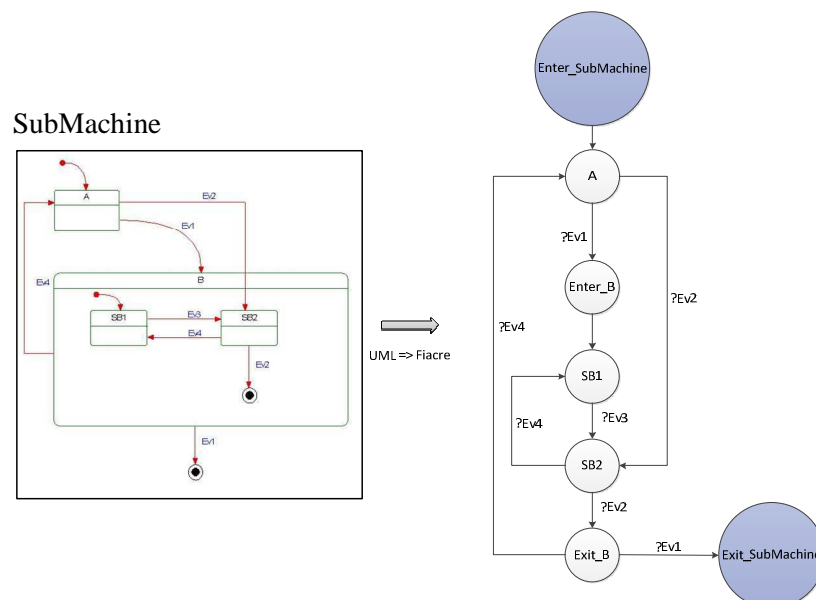 SubMachine
A
Ev2
Ev1
Ev4
B
SB1
Ev3
SB2
Ev4
Ev2
Ev1
UML => Fiacre
Enter_SubMachine
A
?Ev1
Enter_B
?Ev2
?Ev4
SB1
?Ev4
?Ev3
SB2
?Ev2
Exit_B
?Ev1
Exit_SubMachine